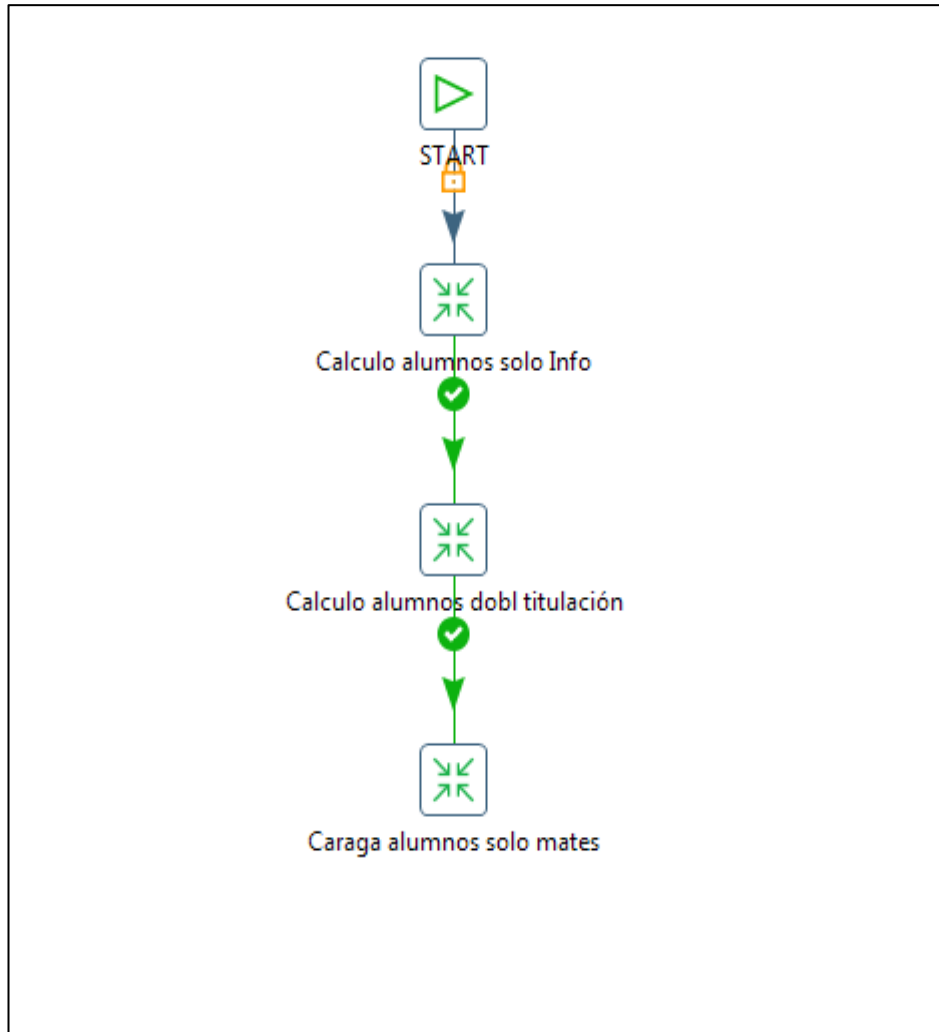 START
Calculo alumnos solo Info
Calculo alumnos dobl titulación
Caraga alumnos solo mates